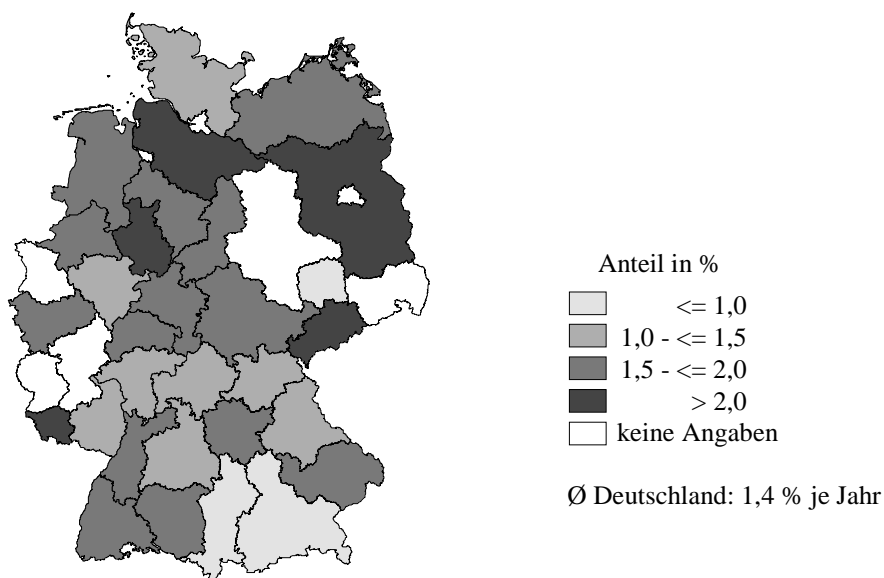 Anteil in %
<= 1,0
1,0 - <= 1,5
1,5 - <= 2,0
> 2,0
keine Angaben
Ø Deutschland: 1,4 % je Jahr